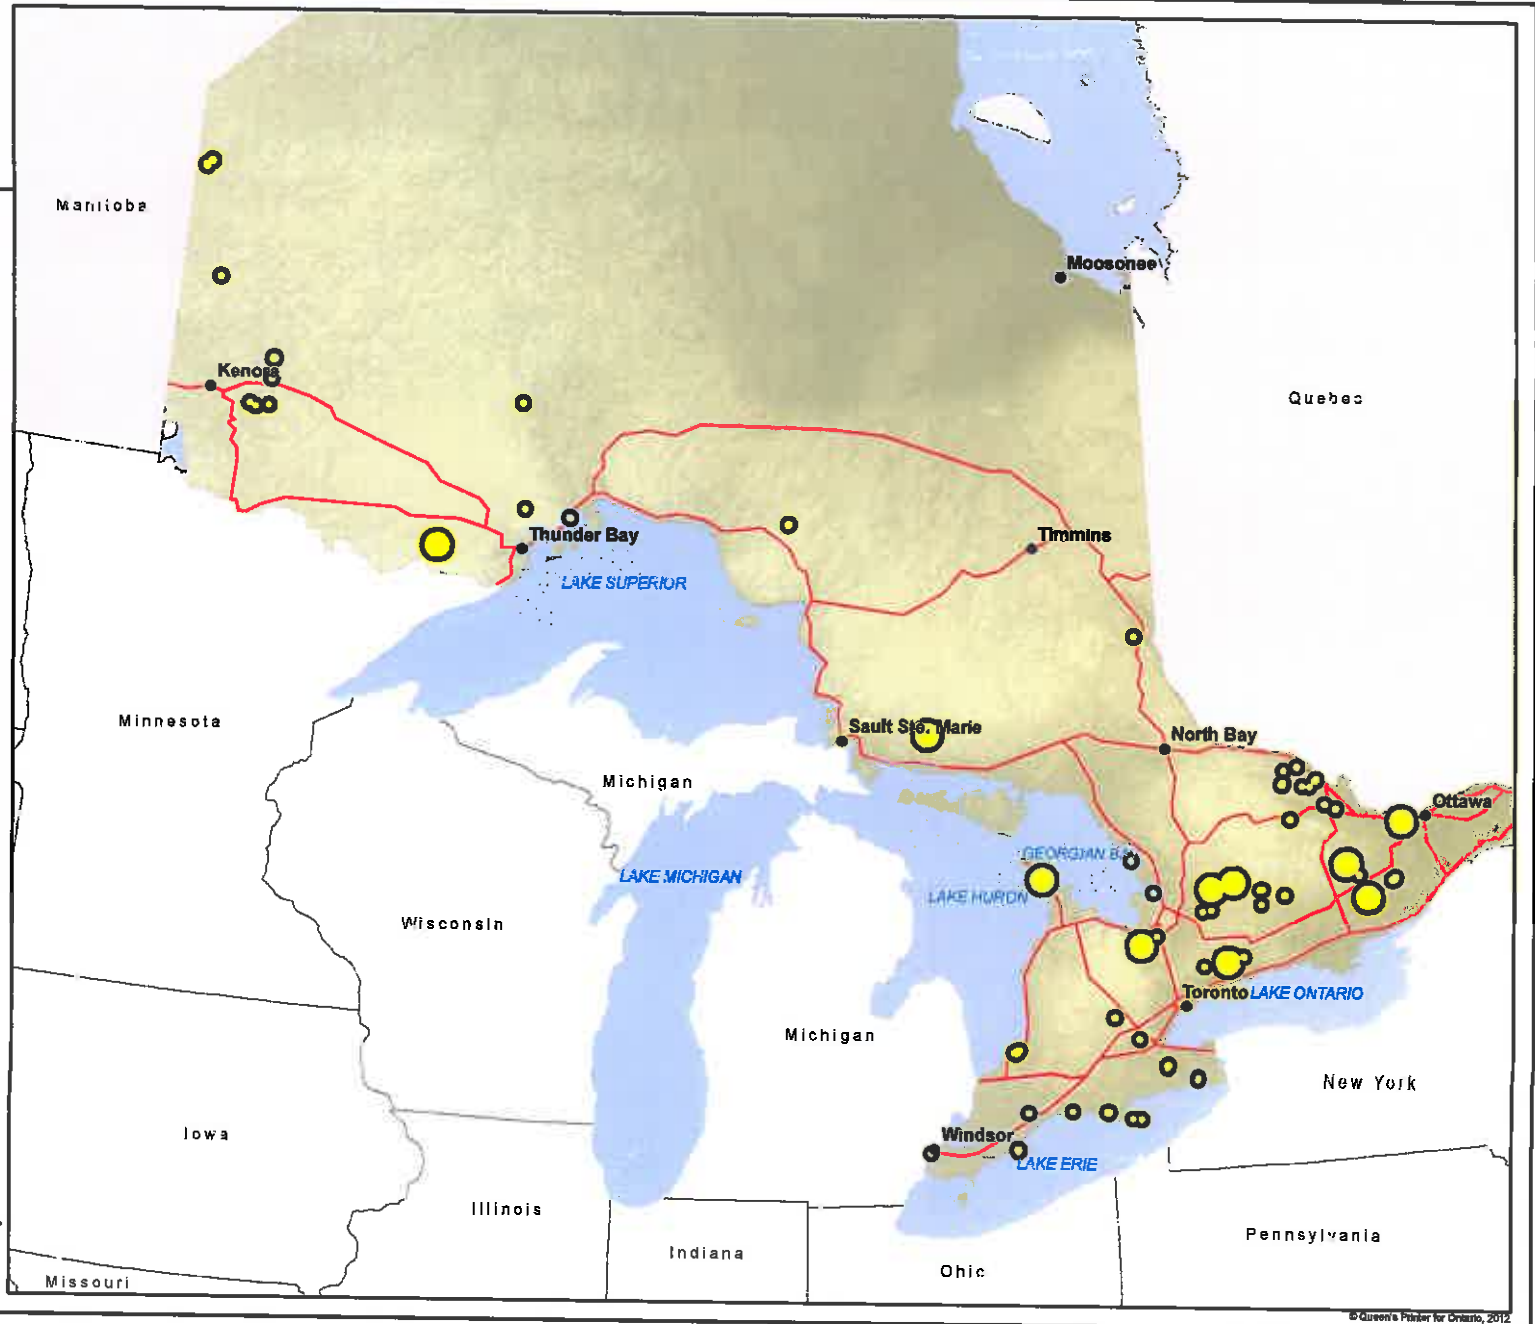 Manitoba
Moosonee
Kenora
Quebec
Thunder Bay
Timmins
LAKE SUPERIOR
Minnesota
Sault Ste. Marie
North Bay
Michigan
Ottawa
GEORGIAN B
LAKE MICHIGAN
LAKE HURON
Wisconsin
Toronto
LAKE ONTARIO
Michigan
New York
Iowa
Windsor
LAKE ERIE
Illinois
Pennsylvania
Indiana
Ohio
Missouri
© Queen's Printer for Ontario, 2012